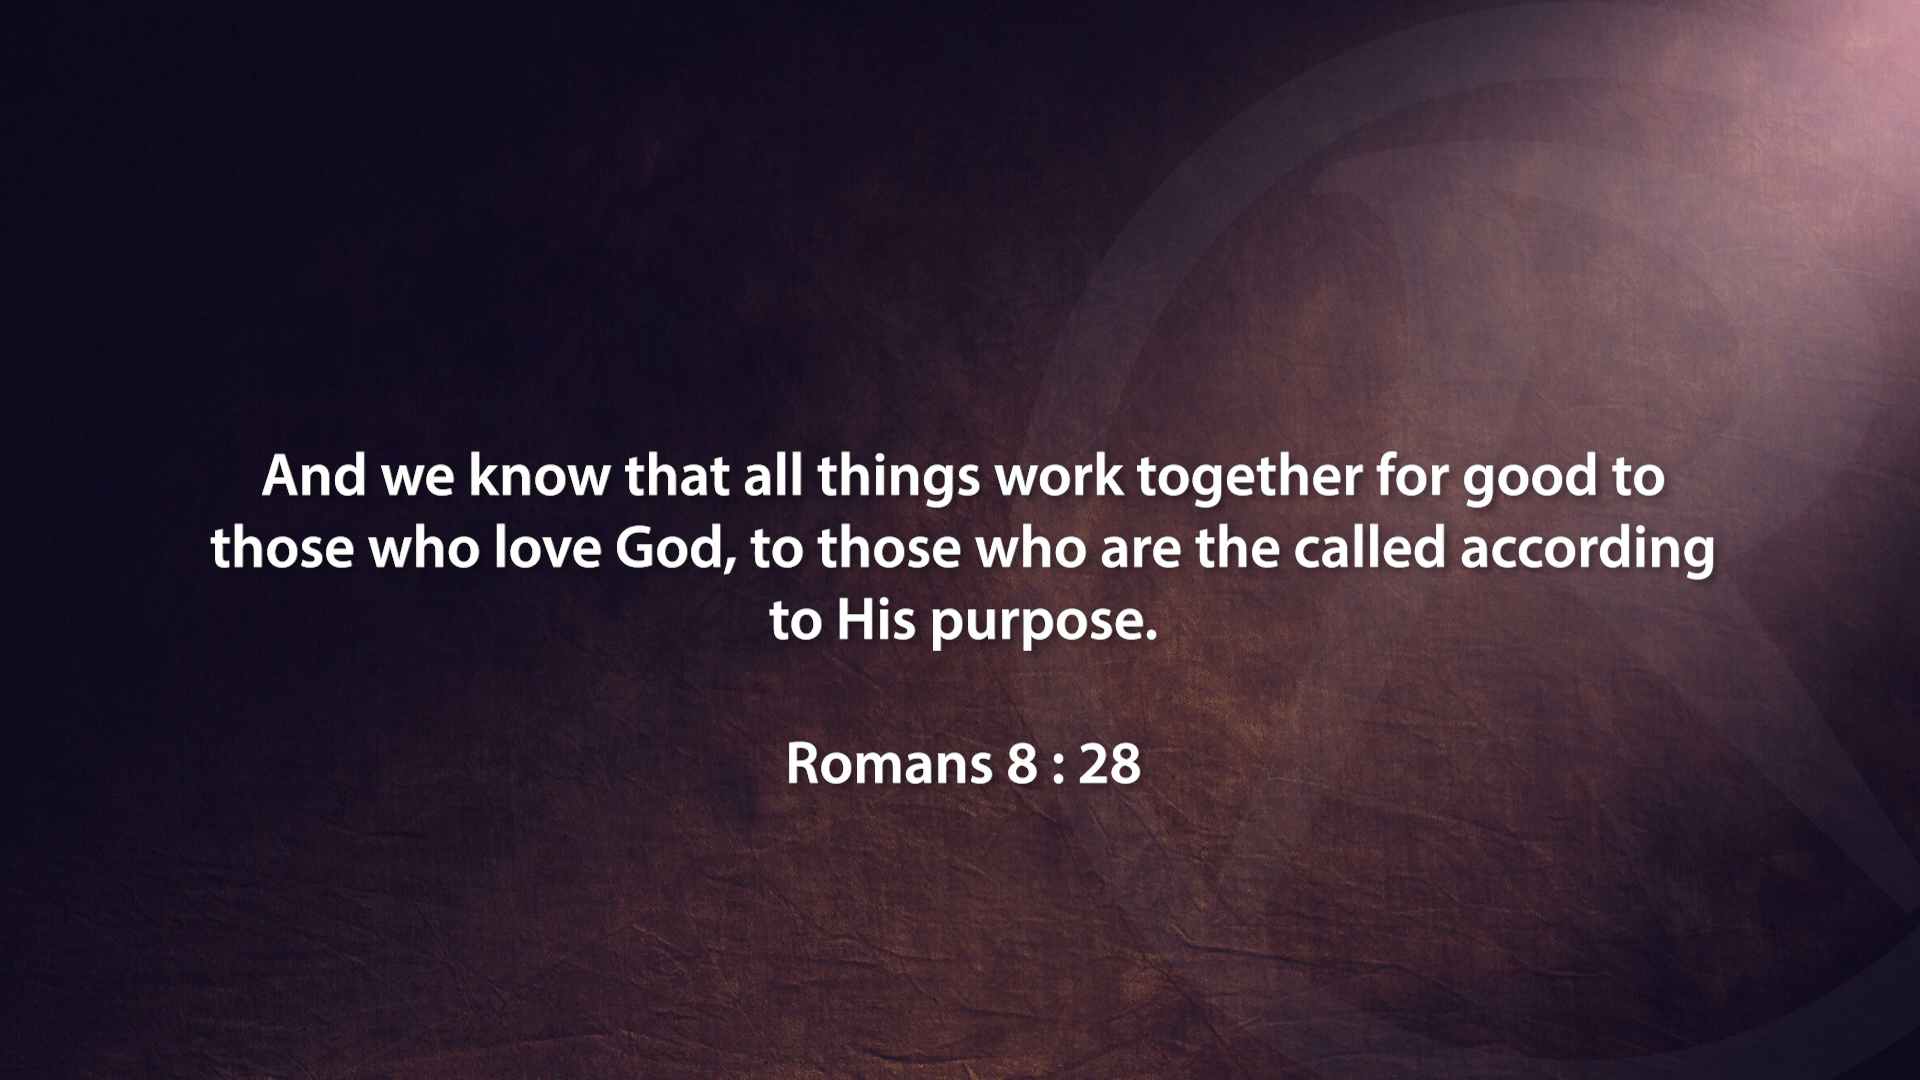 And we know that all things work together for good to
those who love God, to those who are the called according
to His purpose.
Romans 8 : 28